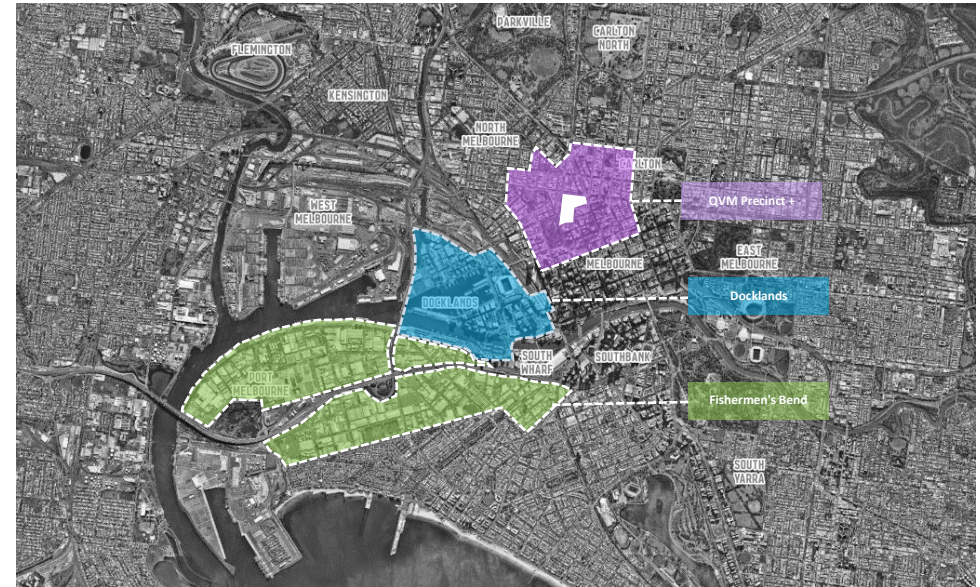 PARKVILLE
CARLTON
NORTH
FLEMINGTON
KENSINGTON
NORTH
MELBOURNE
CARLTON
WEST
MELBOURNE
QVM Precinct +
MELBOURNE
EAST
MELBOURNE
DOCKLANDS
Docklands
SOUTH
WHARF
SOUTHBANK
PORT
MELBOURNE
Fishermen's Bend
SOUTH
YARRA